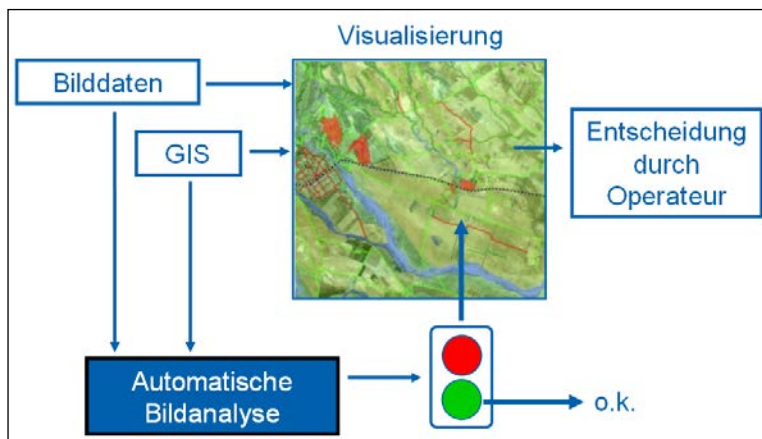 Visualisierung
Bilddaten
GIS
Entscheidung
durch
Operateur
Automatische
Bildanalyse
o.k.